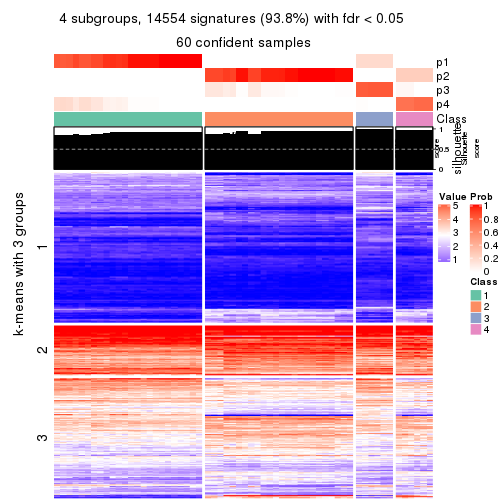 4 subgroups, 14554 signatures (93.8%) with fdr < 0.05
60 confident samples
p1
p2
p3
p4
Class
1
0.5
0
silhouette
Silhouette
score
k-means with 3 groups
1
2
3
Value
5
4
3
2
1
Prob
1
0.8
0.6
0.4
0.2
0
Class
1
2
3
4